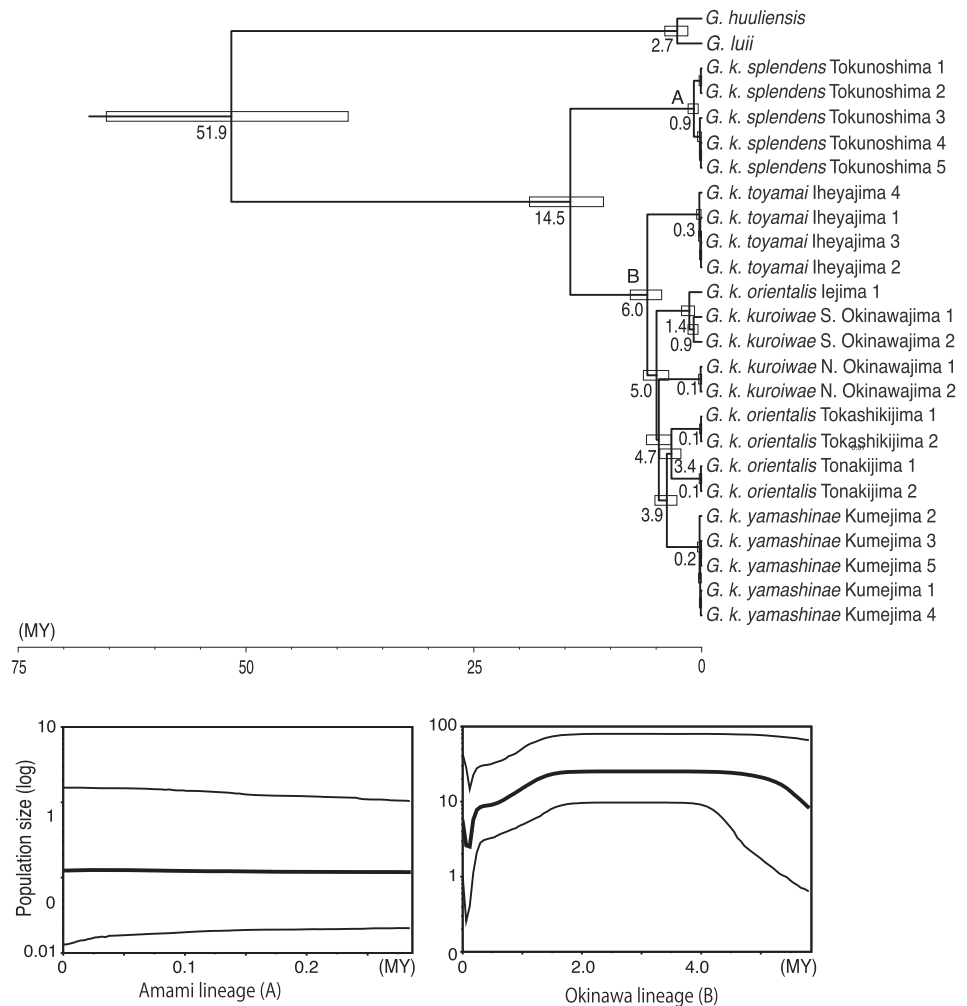 G. huuliensis
2.7
G. luii
G. k. splendens Tokunoshima 1
A
G. k. splendens Tokunoshima 2
0.9
G. k. splendens Tokunoshima 3
51.9
G. k. splendens Tokunoshima 4
G. k. splendens Tokunoshima 5
G. k. toyamai Iheyajima 4
14.5
G. k. toyamai Iheyajima 1
0.3
G. k. toyamai Iheyajima 3
G. k. toyamai Iheyajima 2
B
G. k. orientalis Iejima 1
6.0
G. k. kuroiwae S. Okinawajima 1
1.4
G. k. kuroiwae S. Okinawajima 2
0.9
G. k. kuroiwae N. Okinawajima 1
5.0
0.1
G. k. kuroiwae N. Okinawajima 2
G. k. orientalis Tokashikijima 1
0.1
G. k. orientalis Tokashikijima 2
4.7
3.4
G. k. orientalis Tonakijima 1
0.1
G. k. orientalis Tonakijima 2
3.9
G. k. yamashinae Kumejima 2
G. k. yamashinae Kumejima 3
0.2
G. k. yamashinae Kumejima 5
G. k. yamashinae Kumejima 1
G. k. yamashinae Kumejima 4
(MY)
75 50 25 0
Population size (log)
10
1
0
0.01
0 0.1 0.2 (MY)
Amami lineage (A)
100
10
1
0
0 2.0 4.0 (MY)
Okinawa lineage (B)